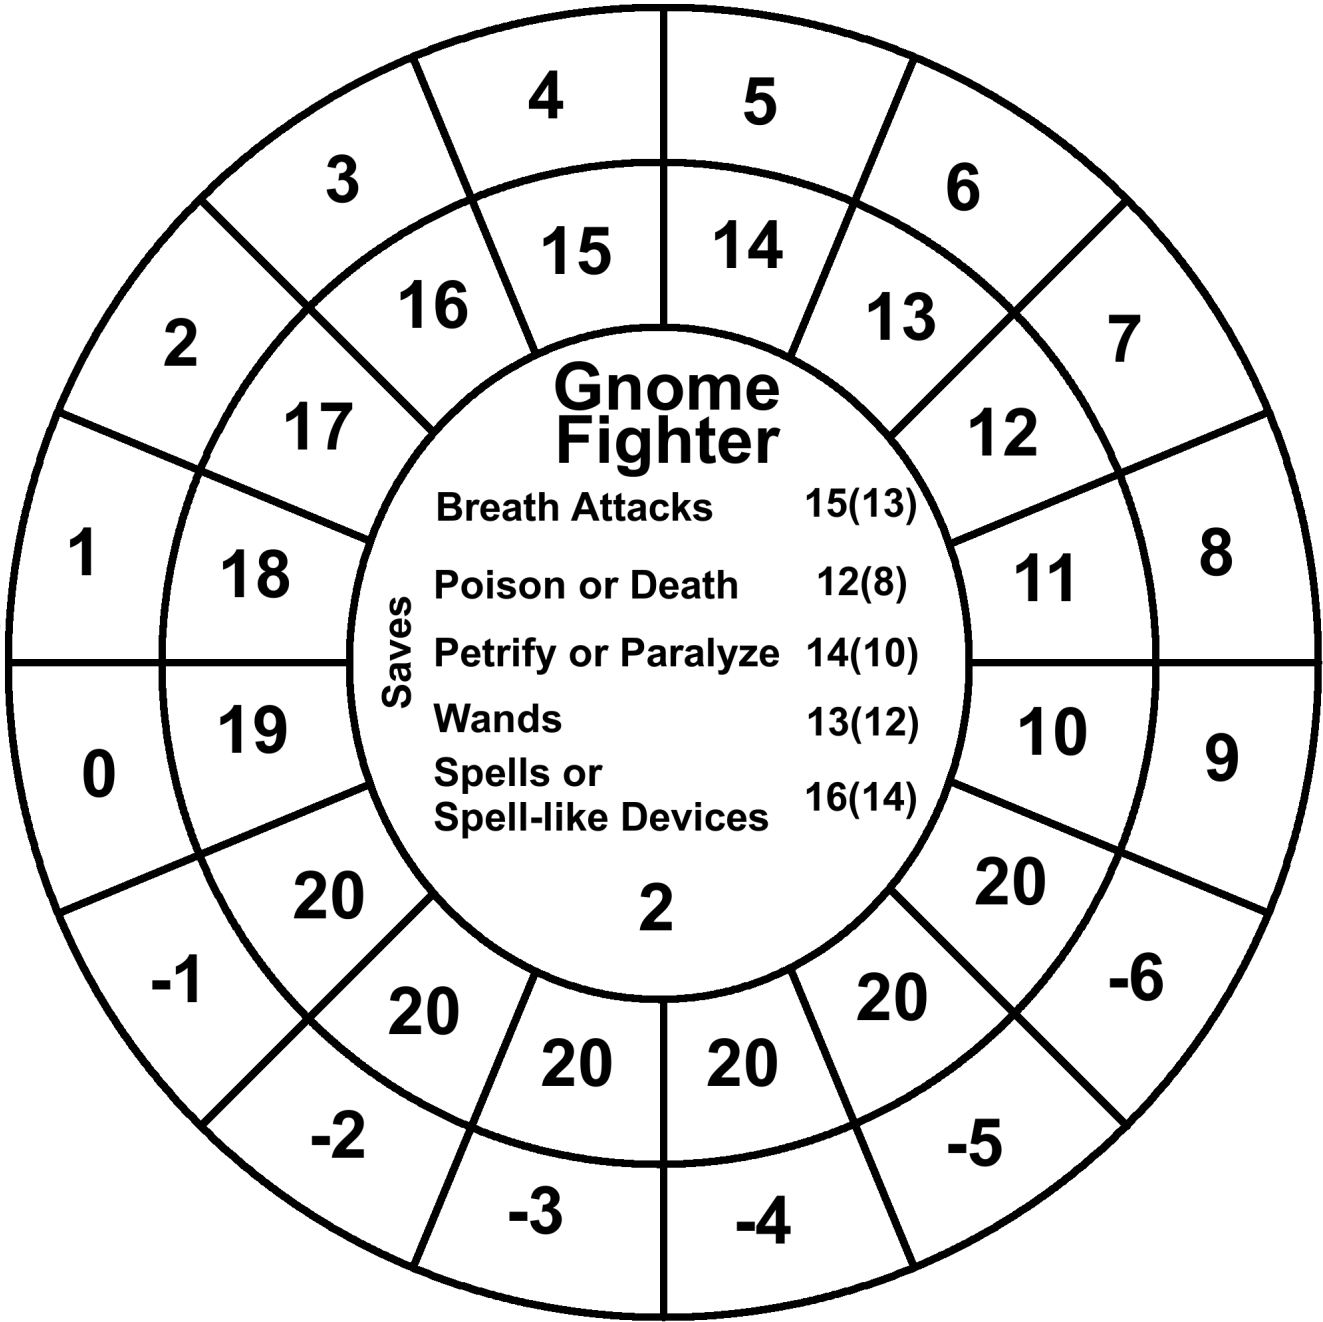 4 5
3 6
2 7
1 8
0 9
-1 -6
-2 -5
-3 -4
15 14
16 13
17 12
18 11
19 10
20 20
20 20
20 20
Gnome
Fighter
Saves
Breath Attacks 15(13)
Poison or Death 12(8)
Petrify or Paralyze 14(10)
Wands 13(12)
Spells or
Spell-like Devices 16(14)
2